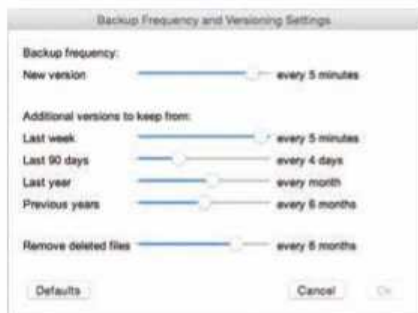 Backup Frequency and Versioning Settings
Backup frequency:
New version every 5 minutes
Additional versions to keep from:
Last week every 5 minutes
Last 90 days every 4 days
Last year every month
Previous years every 6 months
Remove deleted files every 6 months
Defaults Cancel Ok